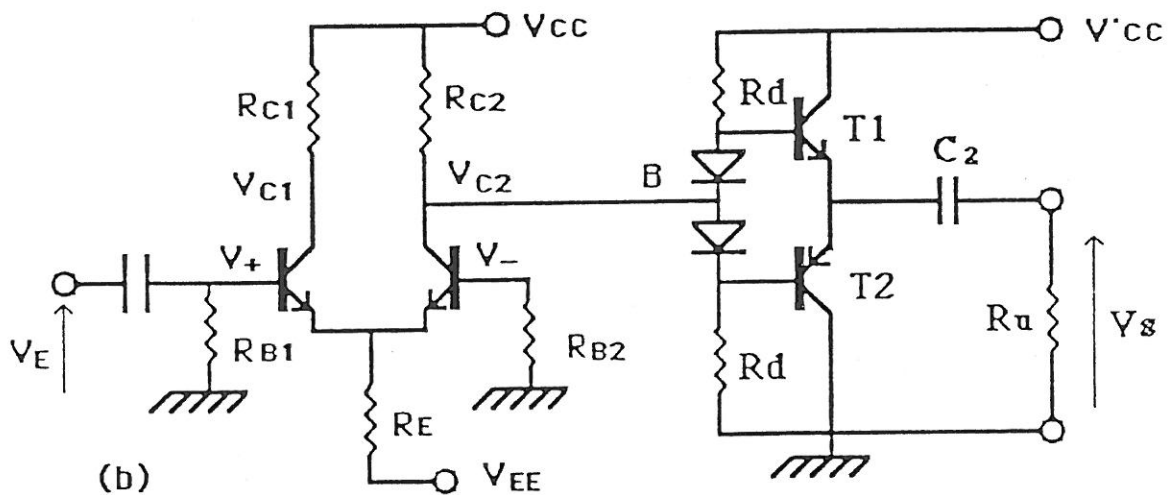 VCC
V'CC
RC1
RC2
Rd
T1
C2
VC1
VC2
B
V+
V-
T2
VE
RB1
RB2
Rd
Ru
Vs
RE
(b)
VEE